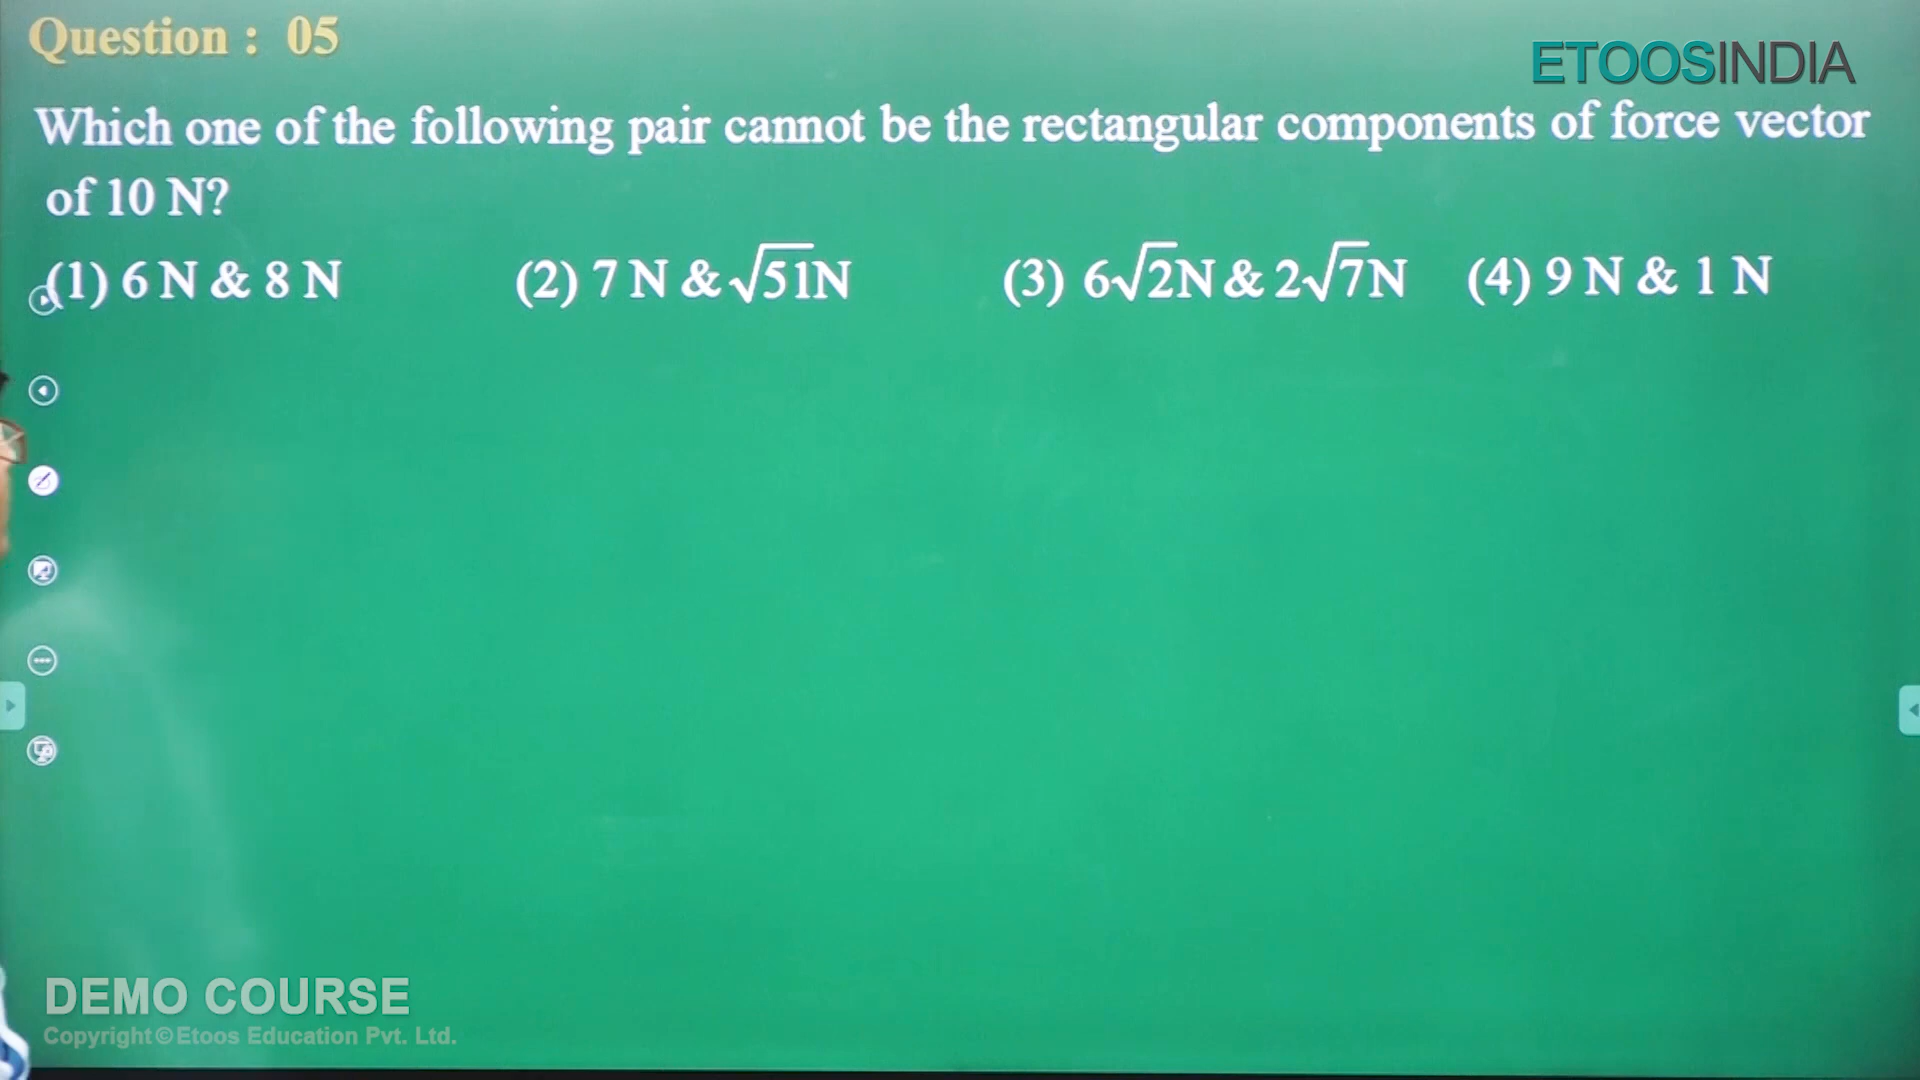 Question : 05
ETOOSINDIA
Which one of the following pair cannot be the rectangular components of force vector
of 10 N?
(1) 6 N & 8 N (2) 7 N & √51N (3) 6√2N & 2√7N (4) 9 N & 1 N
DEMO COURSE
Copyright © Etoos Education Pvt. Ltd.